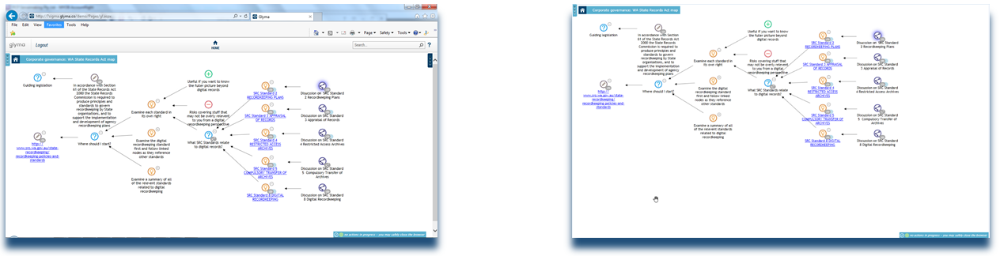 http://sigma.glyma.co/demo/Pages/gl.aspx
Glyma
File Edit View Favorites Tools Help
Page Safety Tools
glyma
Logout
HOME
Search...
Corporate governance: WA State Records Act map
Guiding legislation
In accordance with Section
61 of the State Records Act
2000 the State Records
Commission is required to
produce principles and
standards to govern
recordkeeping by State
organisations, and to
support the implementation
and development of agency
recordkeeping plans
Useful if you want to know
the fuller picture beyond
digital records
Examine each standard in
its own right
Risks covering stuff that
may not be overly relevent
to you from a digital
recordkeeping perspective
http://
www.sro.wa.gov.au/state-
recordkeeping/
recordkeeping-policies-and-
standards
Where should I start?
Examine the digital
recordkeeping standard
first and follow linked
nodes as they reference
other standards
What SRC Standards relate
to digital records?
Examine a summary of all
of the relevent standards
related to digital
recordkeeping
SRC Standard 2
RECORDKEEPING PLANS
Discussion on SRC Standard
2 Recordkeeping Plans
SRC Standard 3 APPRAISAL
OF RECORDS
Discussion on SRC Standard
3 Appraisal of Records
SRC Standard 4
RESTRICTED ACCESS
ARCHIVES
Discussion on SRC Standard
4 Restricted Access Archives
SRC Standard 5
COMPULSORY TRANSFER OF
ARCHIVES
Discussion on SRC Standard
5 Compulsory Transfer of
Archives
SRC Standard 8 DIGITAL
RECORDKEEPING
Discussion on SRC Standard
8 Digital Recordkeeping
no actions in progress - you may safely close the browser
Corporate governance: WA State Records Act map
Guiding legislation
In accordance with Section
61 of the State Records Act
2000 the State Records
Commission is required to
produce principles and
standards to govern
recordkeeping by State
organisations, and to
support the implementation
and development of agency
recordkeeping plans
Useful if you want to know
the fuller picture beyond
digital records
Examine each standard in
its own right
Risks covering stuff that
may not be overly relevent
to you from a digital
recordkeeping perspective
http://
www.sro.wa.gov.au/state-
recordkeeping/
recordkeeping-policies-and-
standards
Where should I start?
Examine the digital
recordkeeping standard
first and follow linked
nodes as they reference
other standards
What SRC Standards relate
to digital records?
Examine a summary of all
of the relevent standards
related to digital
recordkeeping
SRC Standard 2
RECORDKEEPING PLANS
Discussion on SRC Standard
2 Recordkeeping Plans
SRC Standard 3 APPRAISAL
OF RECORDS
Discussion on SRC Standard
3 Appraisal of Records
SRC Standard 4
RESTRICTED ACCESS
ARCHIVES
Discussion on SRC Standard
4 Restricted Access Archives
SRC Standard 5
COMPULSORY TRANSFER OF
ARCHIVES
Discussion on SRC Standard
5 Compulsory Transfer of
Archives
SRC Standard 8 DIGITAL
RECORDKEEPING
Discussion on SRC Standard
8 Digital Recordkeeping
no actions in progress - you may safely close the browser